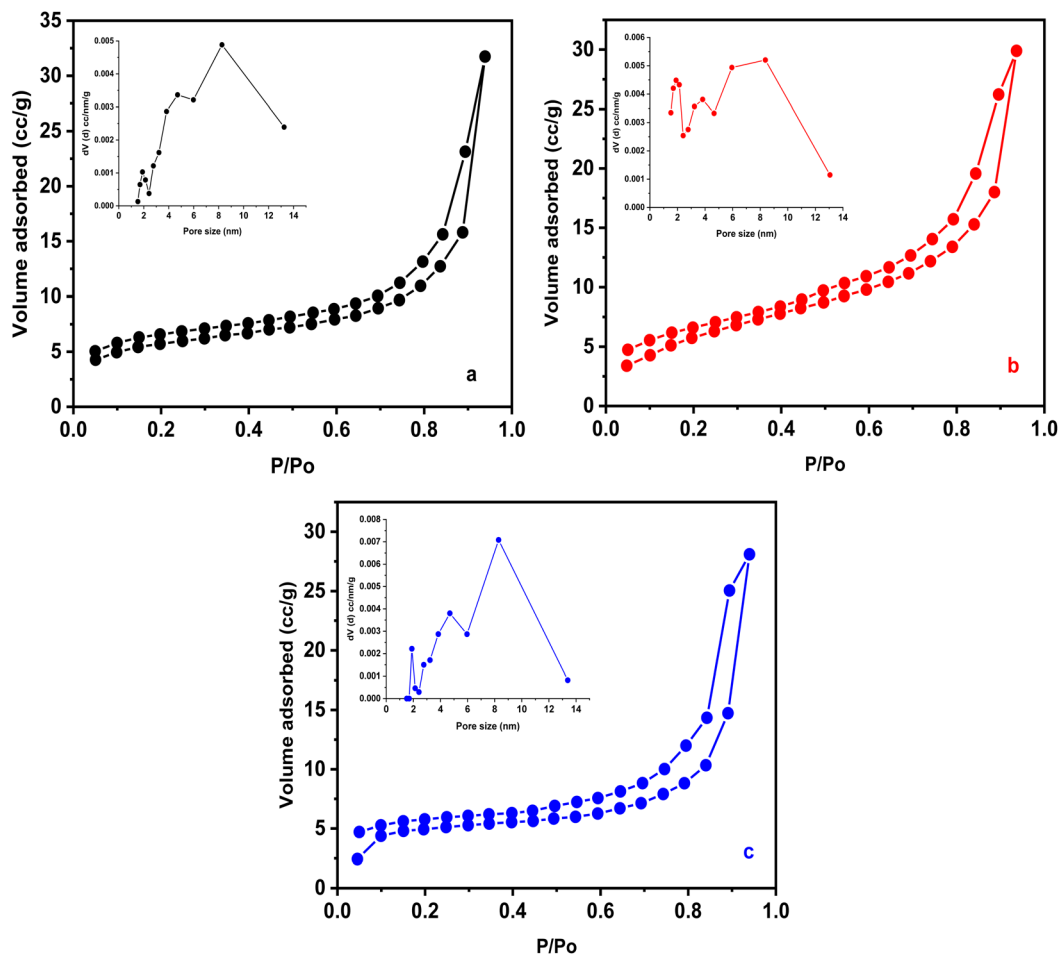 a
Volume adsorbed (cc/g)
35
30
25
20
15
10
5
0
0.0 0.2 0.4 0.6 0.8 1.0
P/Po
dV (d) cc/nm/g
0.005
0.004
0.003
0.002
0.001
0.000
0 2 4 6 8 10 12 14
Pore size (nm)
b
Volume adsorbed (cc/g)
30
25
20
15
10
5
0
0.0 0.2 0.4 0.6 0.8 1.0
P/Po
dV (d) cc/nm/g
0.006
0.005
0.004
0.003
0.002
0.001
0.000
0 2 4 6 8 10 12 14
Pore size (nm)
c
Volume adsorbed (cc/g)
30
25
20
15
10
5
0
0.0 0.2 0.4 0.6 0.8 1.0
P/Po
dV (d) cc/nm/g
0.008
0.007
0.006
0.005
0.004
0.003
0.002
0.001
0.000
0 2 4 6 8 10 12 14
Pore size (nm)